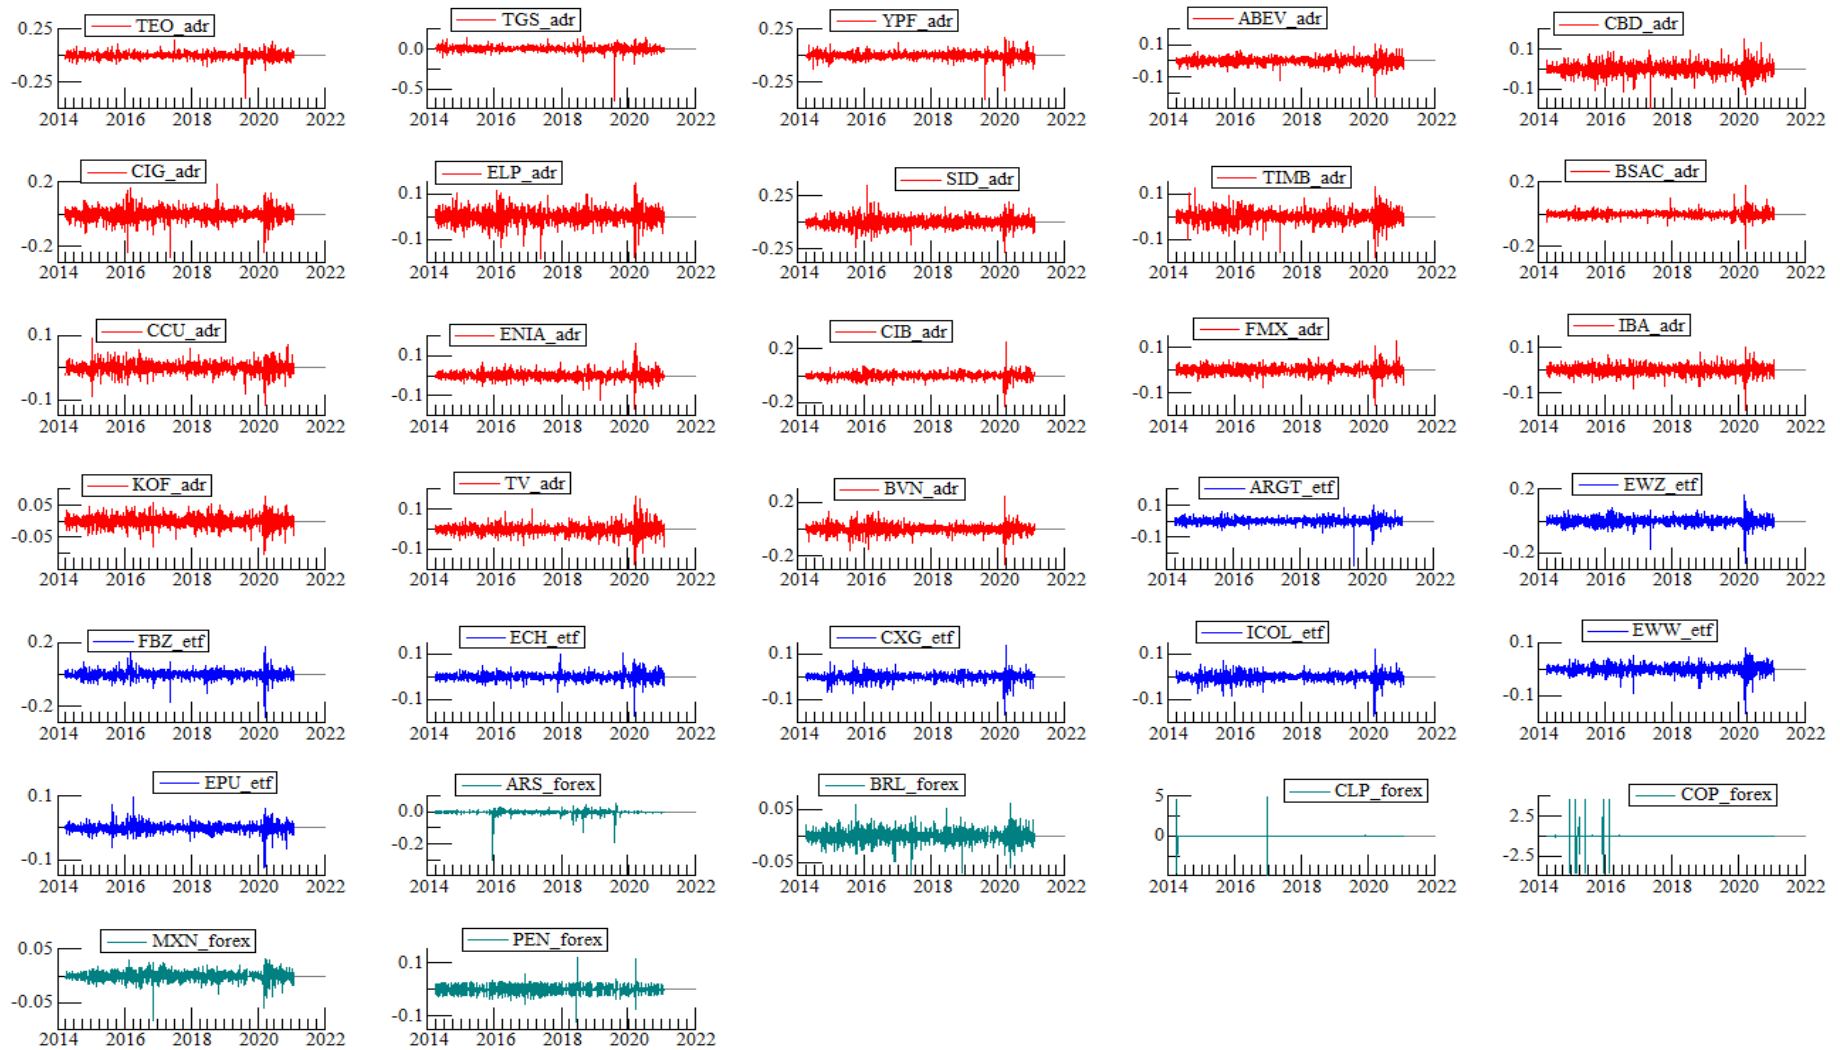 TEO_adr
0.25
-0.25
2014 2016 2018 2020 2022
TGS_adr
0.0
-0.5
2014 2016 2018 2020 2022
YPF_adr
0.25
-0.25
2014 2016 2018 2020 2022
ABEV_adr
0.1
-0.1
2014 2016 2018 2020 2022
CBD_adr
0.1
-0.1
2014 2016 2018 2020 2022
CIG_adr
0.2
-0.2
2014 2016 2018 2020 2022
ELP_adr
0.1
-0.1
2014 2016 2018 2020 2022
SID_adr
0.25
-0.25
2014 2016 2018 2020 2022
TIMB_adr
0.1
-0.1
2014 2016 2018 2020 2022
BSAC_adr
0.2
-0.2
2014 2016 2018 2020 2022
CCU_adr
0.1
-0.1
2014 2016 2018 2020 2022
ENIA_adr
0.1
-0.1
2014 2016 2018 2020 2022
CIB_adr
0.2
-0.2
2014 2016 2018 2020 2022
FMX_adr
0.1
-0.1
2014 2016 2018 2020 2022
IBA_adr
0.1
-0.1
2014 2016 2018 2020 2022
KOF_adr
0.05
-0.05
2014 2016 2018 2020 2022
TV_adr
0.1
-0.1
2014 2016 2018 2020 2022
BVN_adr
0.2
-0.2
2014 2016 2018 2020 2022
ARGT_etf
0.1
-0.1
2014 2016 2018 2020 2022
EWZ_etf
0.2
-0.2
2014 2016 2018 2020 2022
FBZ_etf
0.2
-0.2
2014 2016 2018 2020 2022
ECH_etf
0.1
-0.1
2014 2016 2018 2020 2022
CXG_etf
0.1
-0.1
2014 2016 2018 2020 2022
ICOL_etf
0.1
-0.1
2014 2016 2018 2020 2022
EWW_etf
0.1
-0.1
2014 2016 2018 2020 2022
EPU_etf
0.1
-0.1
2014 2016 2018 2020 2022
ARS_forex
0.0
-0.2
2014 2016 2018 2020 2022
BRL_forex
0.05
-0.05
2014 2016 2018 2020 2022
CLP_forex
5
0
2014 2016 2018 2020 2022
COP_forex
2.5
-2.5
2014 2016 2018 2020 2022
MXN_forex
0.05
-0.05
2014 2016 2018 2020 2022
PEN_forex
0.1
-0.1
2014 2016 2018 2020 2022